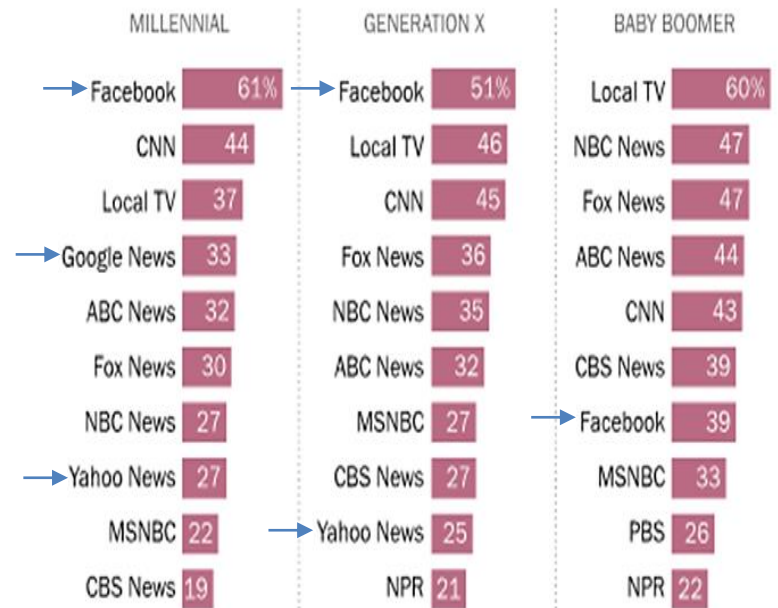 MILLENNIAL GENERATION X BABY BOOMER
Facebook 61% Facebook 51% Local TV 60%
CNN 44 Local TV 46 NBC News 47
Local TV 37 CNN 45 Fox News 47
Google News 33 Fox News 36 ABC News 44
ABC News 32 NBC News 35 CNN 43
Fox News 30 ABC News 32 CBS News 39
NBC News 27 MSNBC 27 Facebook 39
Yahoo News 27 CBS News 27 MSNBC 33
MSNBC 22 Yahoo News 25 PBS 26
CBS News 19 NPR 21 NPR 22